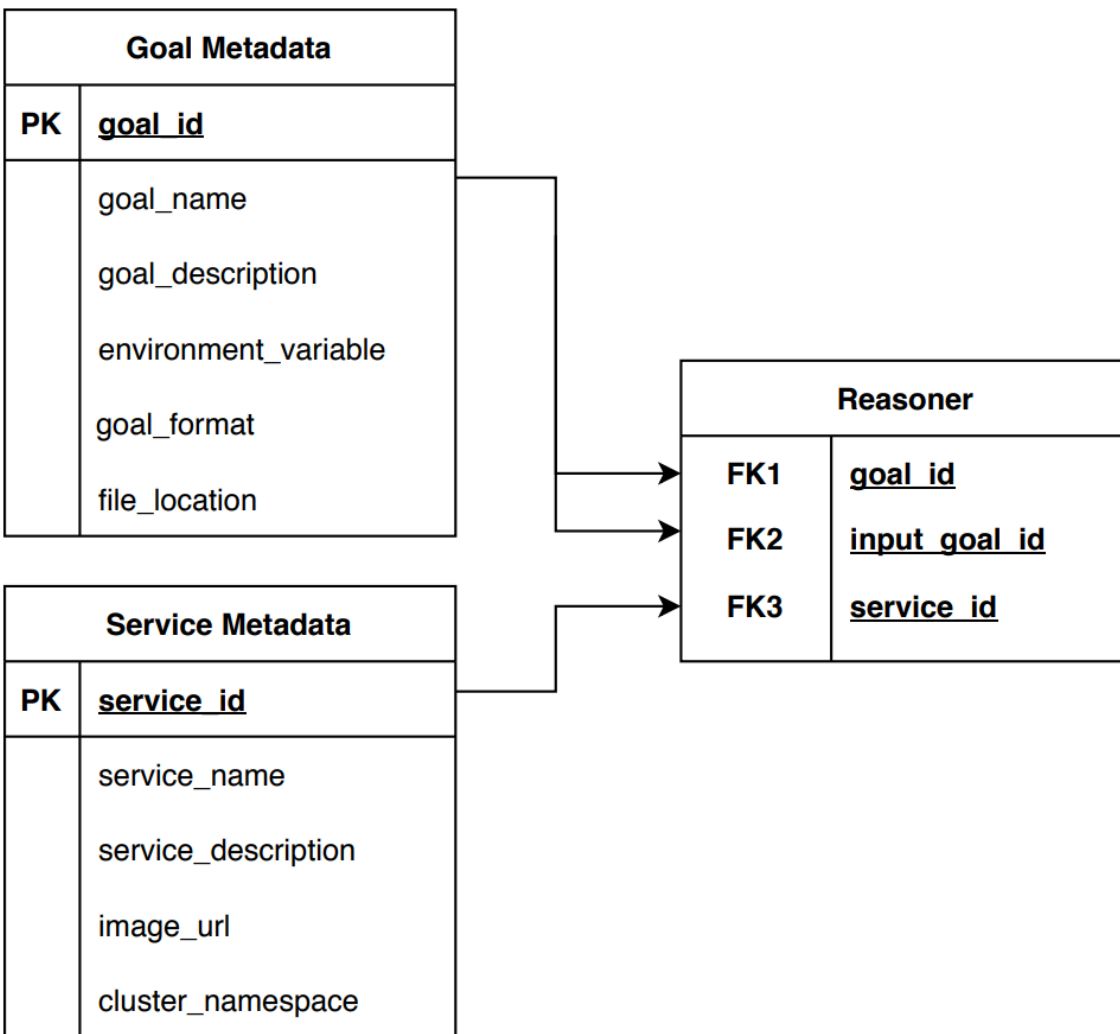 Goal Metadata
PK goal_id
goal_name
goal_description
environment_variable
goal_format
file_location
Service Metadata
PK service_id
service_name
service_description
image_url
cluster_namespace
Reasoner
FK1 goal_id
FK2 input_goal_id
FK3 service_id